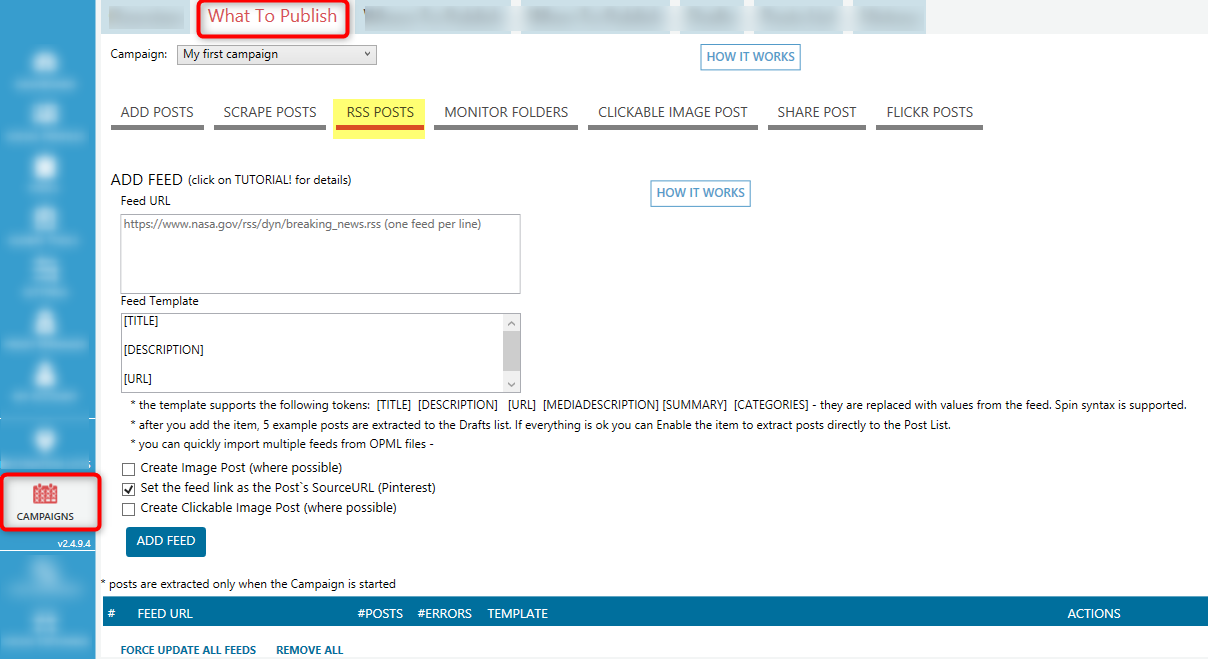 What To Publish
Campaign: My first campaign
HOW IT WORKS
ADD POSTS SCRAPE POSTS RSS POSTS MONITOR FOLDERS CLICKABLE IMAGE POST SHARE POST FLICKR POSTS
ADD FEED (click on TUTORIAL! for details)
HOW IT WORKS
Feed URL
https://www.nasa.gov/rss/dyn/breaking_news.rss (one feed per line)
Feed Template
[TITLE]
[DESCRIPTION]
[URL]
* the template supports the following tokens: [TITLE] [DESCRIPTION] [URL] [MEDIADESCRIPTION] [SUMMARY] [CATEGORIES] - they are replaced with values from the feed. Spin syntax is supported.
* after you add the item, 5 example posts are extracted to the Drafts list. If everything is ok you can Enable the item to extract posts directly to the Post List.
* you can quickly import multiple feeds from OPML files -
Create Image Post (where possible)
Set the feed link as the Post`s SourceURL (Pinterest)
Create Clickable Image Post (where possible)
CAMPAIGNS
ADD FEED
v2.4.9.4
* posts are extracted only when the Campaign is started
# FEED URL #POSTS #ERRORS TEMPLATE ACTIONS
FORCE UPDATE ALL FEEDS REMOVE ALL